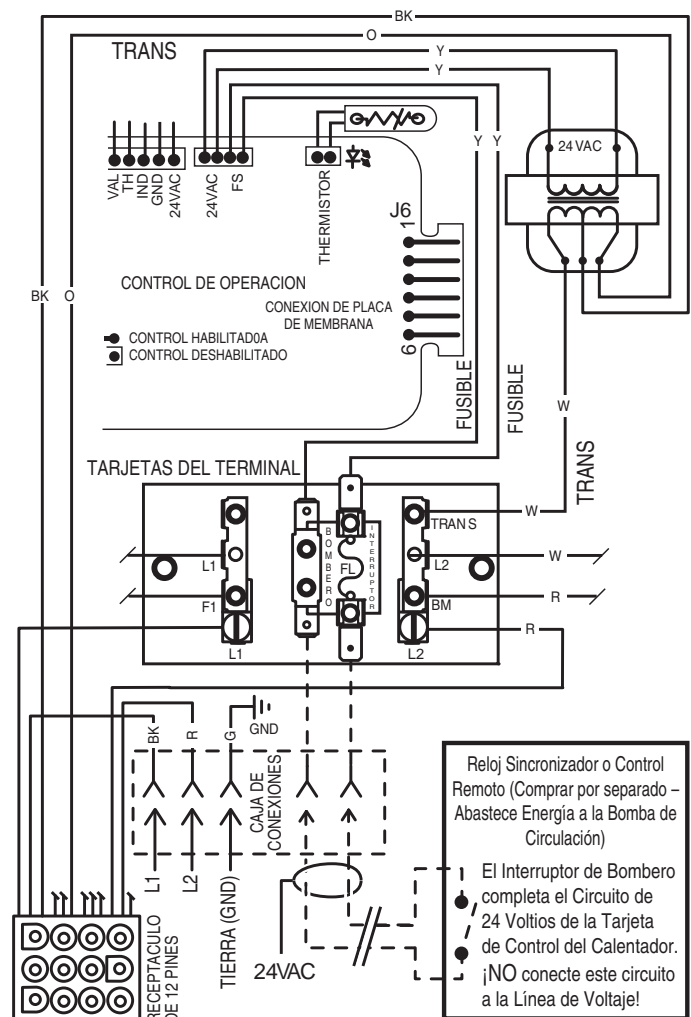 BK
O
TRANS
Y
Y
Y
Y
24 VAC
VAL
TH
IND
GND
24VAC
24VAC
FS
THERMISTOR
J6
1
CONTROL DE OPERACION
CONEXION DE PLACA
DE MEMBRANA
BK
O
CONTROL HABILITAD0A
CONTROL DESHABILITADO
6
FUSIBLE
FUSIBLE
W
TRANS
TARJETAS DEL TERMINAL
TRANS
W
BOMBERO
INTERRUPTOR
L1
FL
L2
W
F1
BM
R
L1
L2
R
BK
R
G
GND
CAJA DE
CONEXIONES
L1
L2
TIERRA (GND)
24VAC
RECEPTACULO
DE 12 PINES
Reloj Sincronizador o Control
Remoto (Comprar por separado –
Abastece Energía a la Bomba de
Circulación)
El Interruptor de Bombero
completa el Circuito de
24 Voltios de la Tarjeta
de Control del Calentador.
¡NO conecte este circuito
a la Línea de Voltaje!